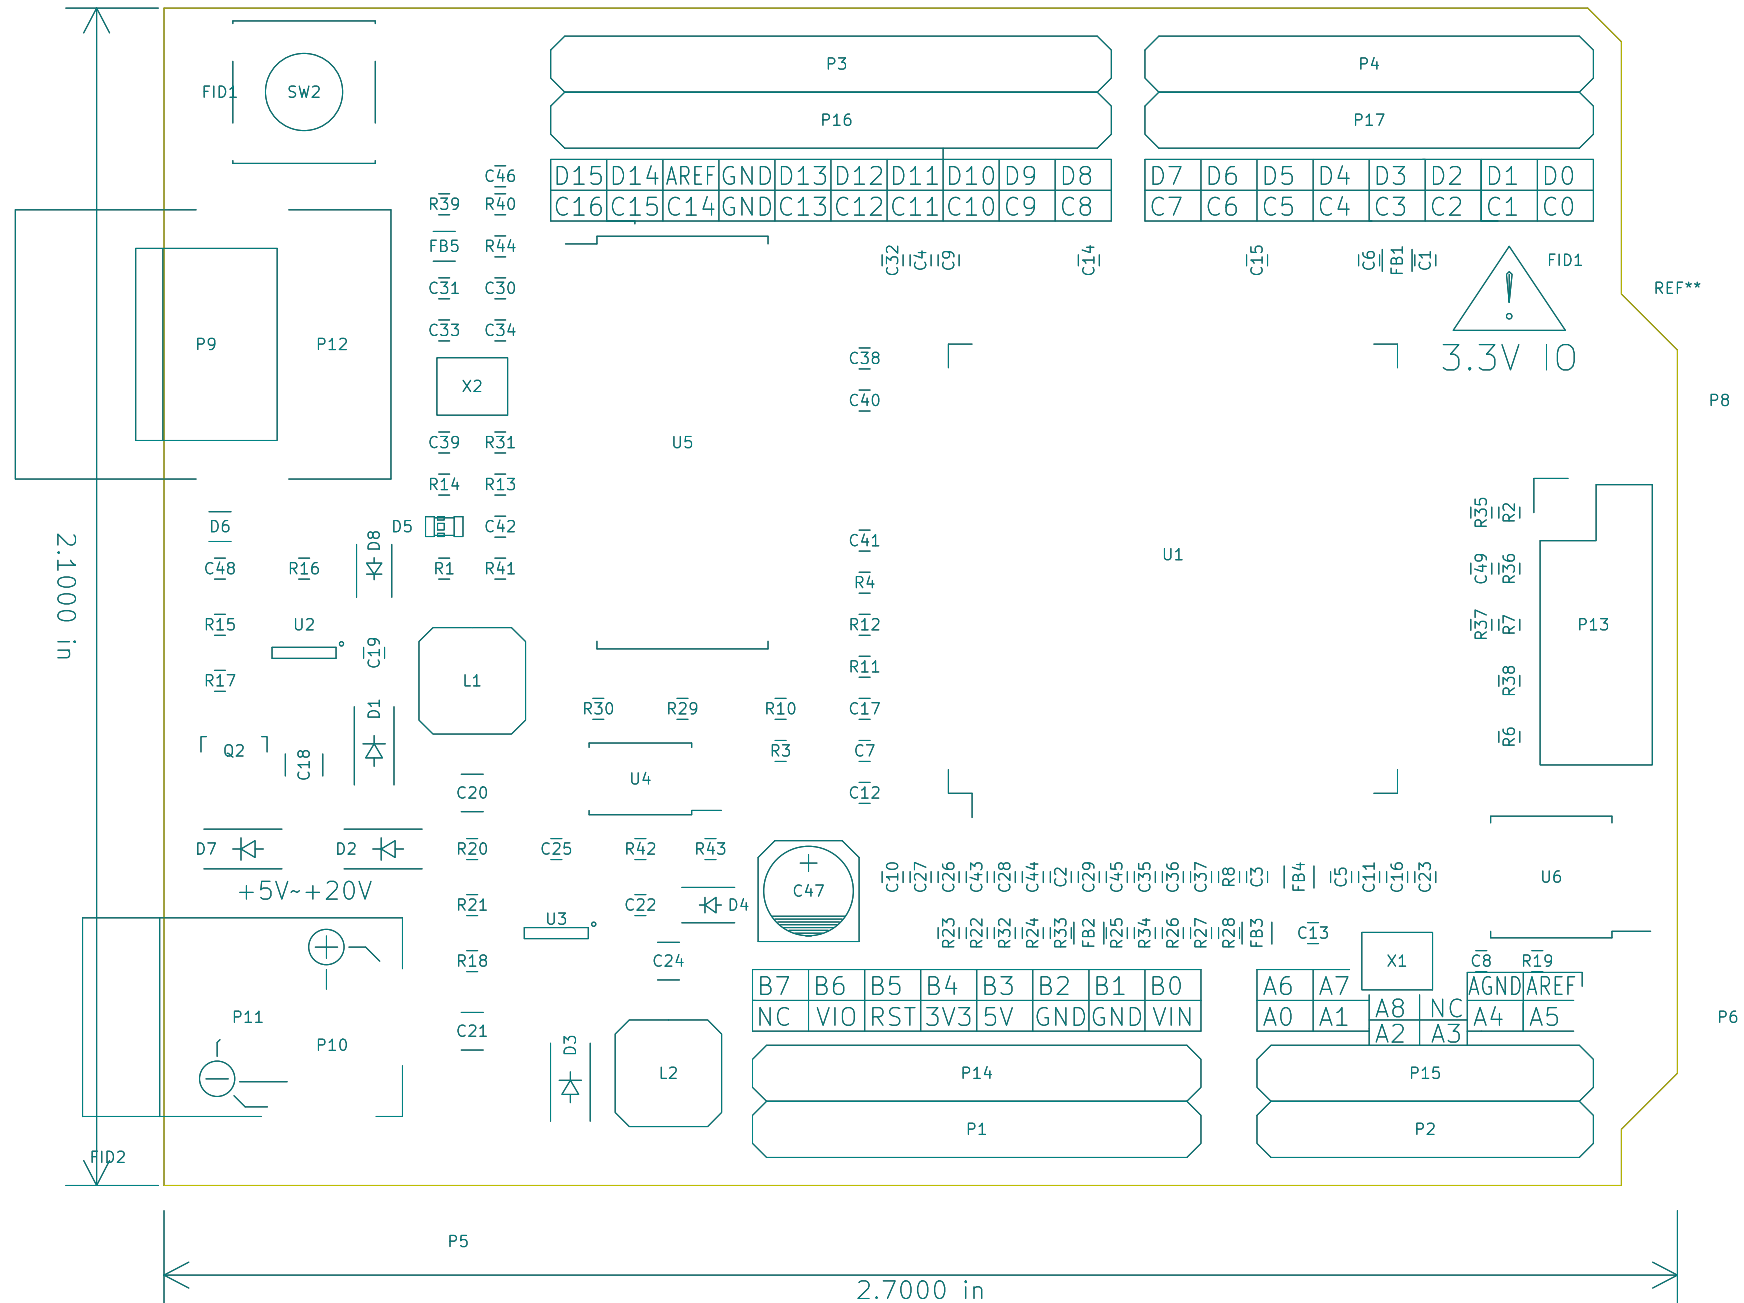 P3
P4
FID1
SW2
P16
P17
C46
D15 D14 AREF GND D13 D12 D11 D10 D9 D8
D7 D6 D5 D4 D3 D2 D1 D0
R39 R40
C16 C15 C14 GND C13 C12 C11 C10 C9 C8
C7 C6 C5 C4 C3 C2 C1 C0
FB5 R44
C32 C4 C9 C14 C15 C6 FB1 C1
FID1
C31 C30
REF**
C33 C34
P9 P12
C38
3.3V IO
X2
C40
P8
C39 R31
U5
R14 R13
R35 R2
D6 D8 D5 C42
C41
U1
C48 R16 R1 R41
C49 R36
R4
2.1000 in
R15 U2
R12
R37 R7
P13
C19
R17
L1
R11
R38
D1
R30 R29 R10 C17
Q2 C18
R3 C7
R6
U4
C20
C12
D7 D2
R20 C25 R42 R43
C10 C27 C26 C43 C28 C44 C2 C29 C45 C35 C36 C37 R8 C3 FB4 C5 C11 C16 C23
U6
+5V~+20V
C47
R21 C22 D4
U3
R23 R22 R32 R24 R33 FB2 R25 R34 R26 R27 R28 FB3 C13
R18 C24
X1
C8 R19
B7 B6 B5 B4 B3 B2 B1 B0
A6 A7
AGND AREF
A8 NC
NC VIO RST 3V3 5V GND GND VIN
A0 A1
A4 A5
A2 A3
P11
C21
P6
P10
D3
L2
P14
P15
P1
P2
FID2
P5
2.7000 in